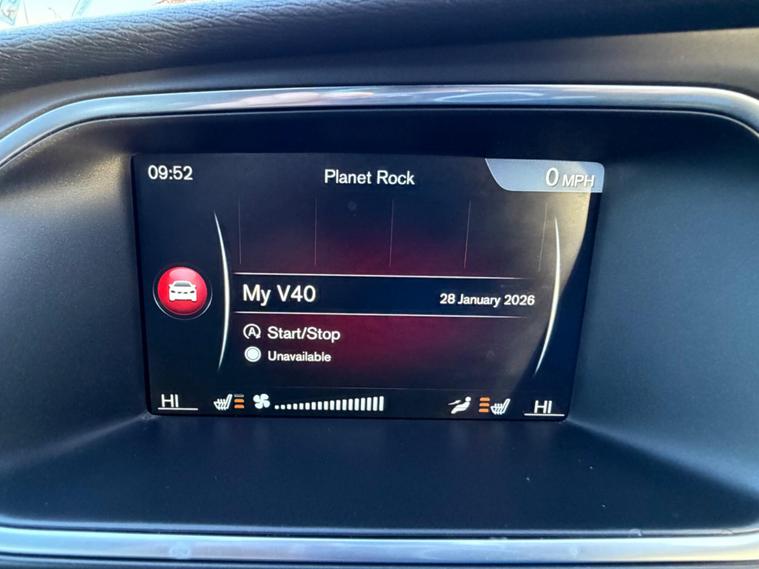 09:52 Planet Rock 0 MPH
My V40 28 January 2026
A Start/Stop
Unavailable
HI HI